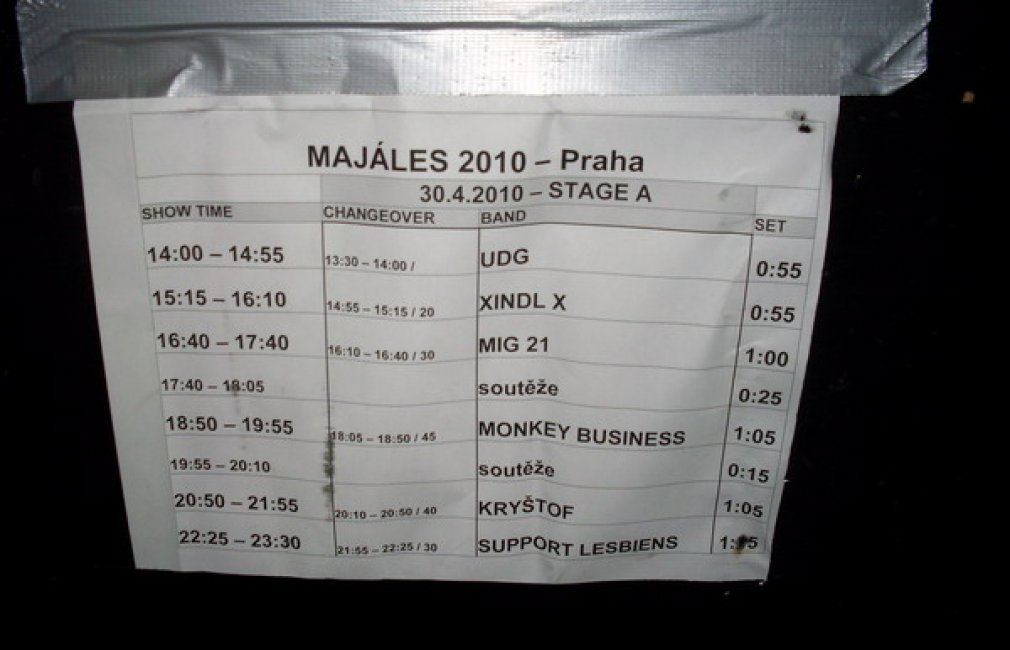 MAJÁLES 2010 – Praha
30.4.2010 – STAGE A
SHOW TIME CHANGEOVER BAND SET
14:00 – 14:55 13:30 – 14:00 / UDG 0:55
15:15 – 16:10 14:55 – 15:15 / 20 XINDL X 0:55
16:40 – 17:40 16:10 – 16:40 / 30 MIG 21 1:00
17:40 – 18:05 soutěže 0:25
18:50 – 19:55 18:05 – 18:50 / 45 MONKEY BUSINESS 1:05
19:55 – 20:10 soutěže 0:15
20:50 – 21:55 20:10 – 20:50 / 40 KRYŠTOF 1:05
22:25 – 23:30 21:55 – 22:25 / 30 SUPPORT LESBIENS